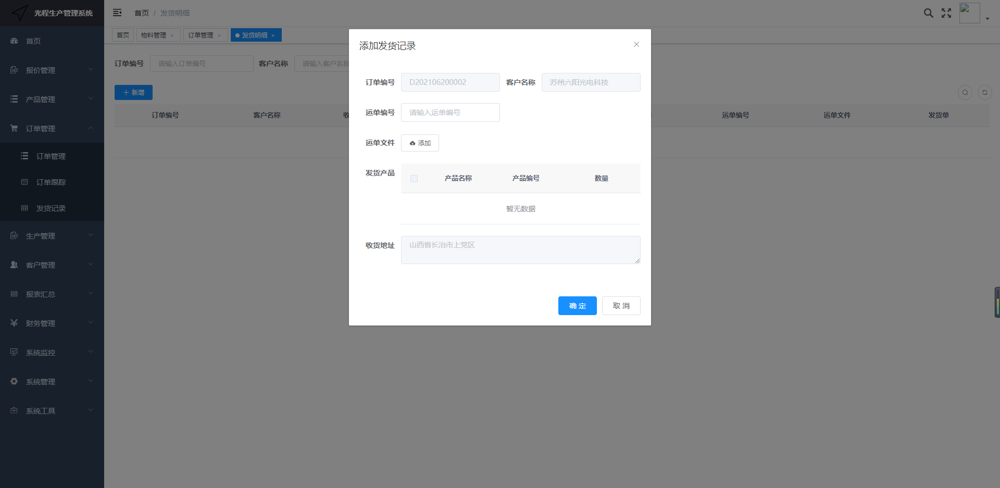 光程生产管理系统
首页 / 发货明细
首页
物料管理 ×
订单管理 ×
发货明细 ×
首页
报价管理
产品管理
订单管理
订单管理
订单跟踪
发货记录
生产管理
客户管理
报表汇总
财务管理
系统监控
系统管理
系统工具
订单编号 请输入订单编号 客户名称 请输入客户名称
+ 新增
订单编号 客户名称 收 运单编号 运单文件 发货单
添加发货记录
订单编号 D202106200002 客户名称 苏州六阳光电科技
运单编号 请输入运单编号
运单文件 添加
发货产品 产品名称 产品编号 数量
暂无数据
收货地址 山西省长治市上党区
确 定 取 消